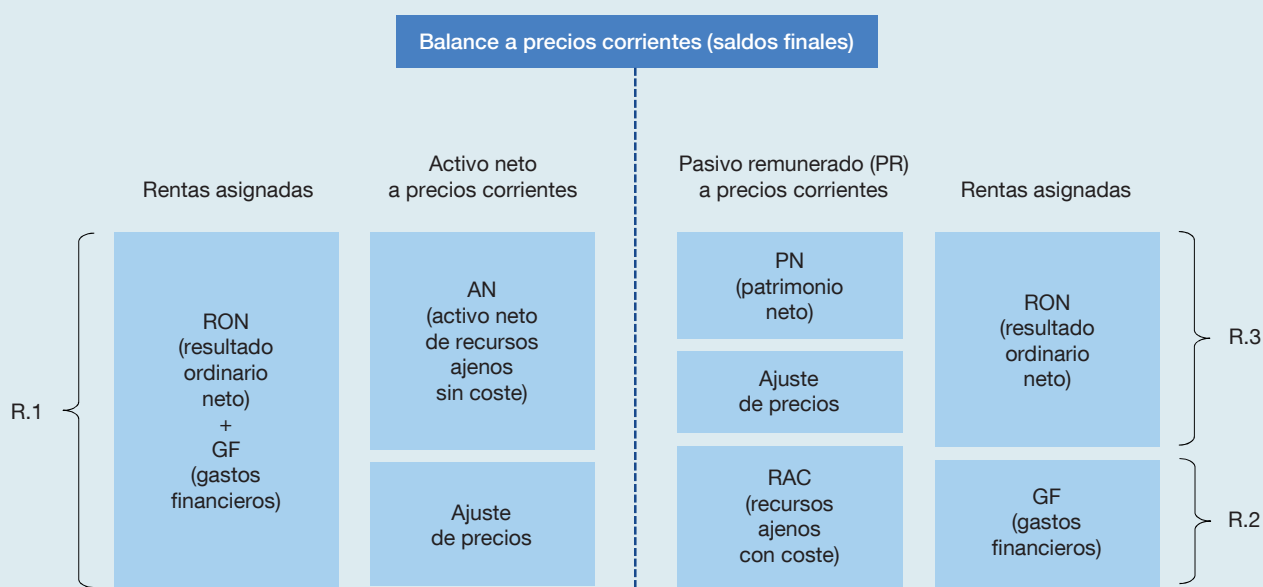 Balance a precios corrientes (saldos finales)
Rentas asignadas
Activo neto
a precios corrientes
Pasivo remunerado (PR)
a precios corrientes
Rentas asignadas
R.1
RON
(resultado
ordinario
neto)
+
GF
(gastos
financieros)
AN
(activo neto
de recursos
ajenos
sin coste)
Ajuste
de precios
PN
(patrimonio
neto)
Ajuste
de precios
RAC
(recursos
ajenos
con coste)
RON
(resultado
ordinario
neto)
GF
(gastos
financieros)
R.3
R.2